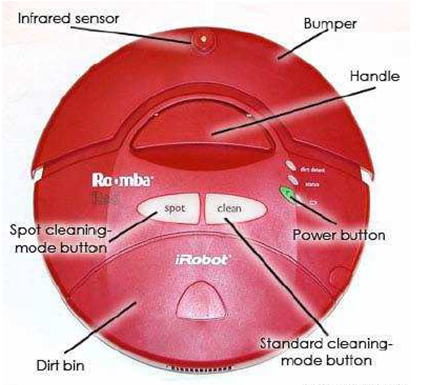 Infrared sensor
Bumper
Handle
dirt detect
status
Roomba
Red
spot
clean
Spot cleaning-
mode button
Power button
iRobot
Standard cleaning-
mode button
Dirt bin